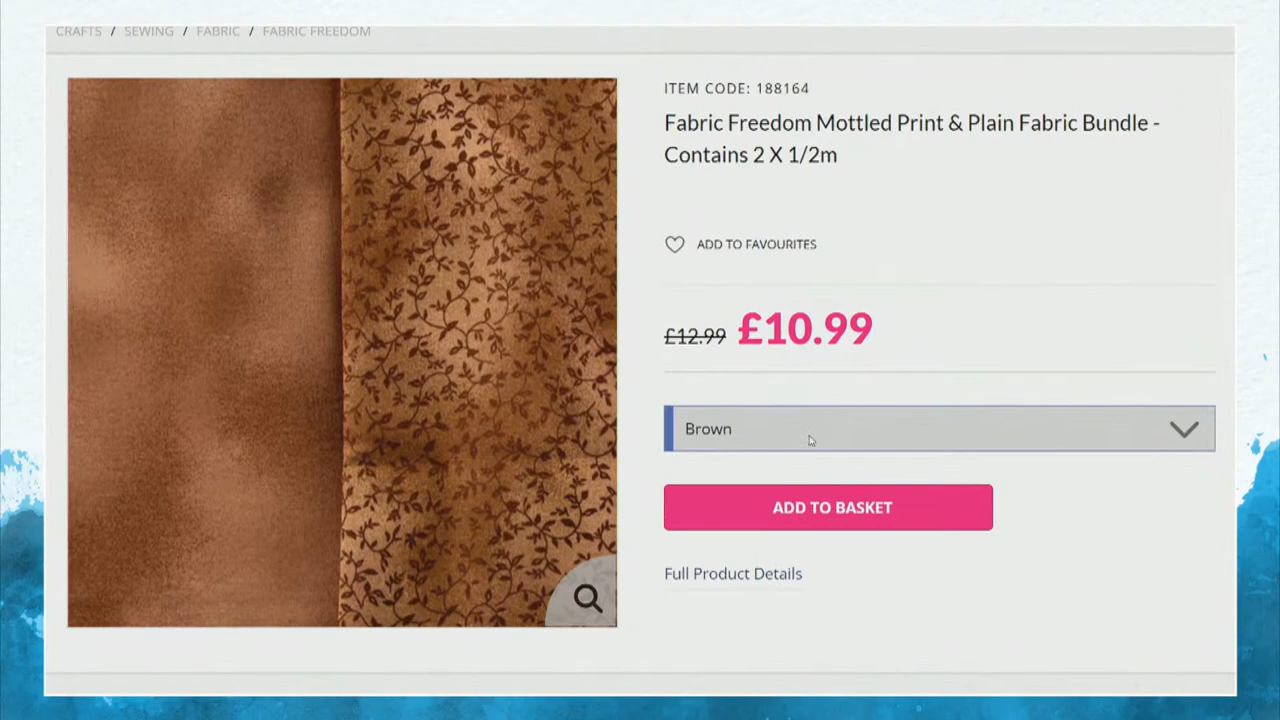 CRAFTS / SEWING / FABRIC / FABRIC FREEDOM
ITEM CODE: 188164
Fabric Freedom Mottled Print & Plain Fabric Bundle -
Contains 2 X 1/2m
ADD TO FAVOURITES
£12.99 £10.99
Brown
ADD TO BASKET
Full Product Details